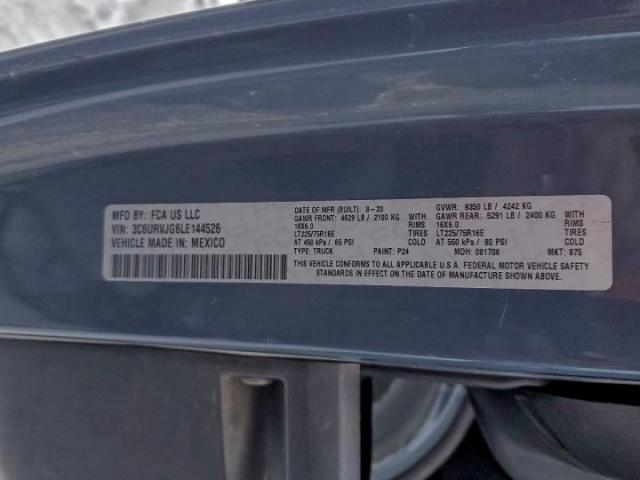 MFD BY: FCA US LLC
VIN: 3C6URVJG6LE144526
VEHICLE MADE IN: MEXICO
DATE OF MFR (BUILT): 8-20
GAWR FRONT: 4629 LB / 2100 KG WITH
16X6.0 RIMS
LT225/75R16E TIRES
AT 450 kPa / 65 PSI
TYPE: TRUCK PAINT: P24
GVWR: 9350 LB / 4242 KG
GAWR REAR: 5291 LB / 2400 KG WITH
16X6.0 RIMS
LT225/75R16E TIRES
AT 550 kPa / 80 PSI
MDH: 081706 MKT: 875
THIS VEHICLE CONFORMS TO ALL APPLICABLE U.S.A. FEDERAL MOTOR VEHICLE SAFETY
STANDARDS IN EFFECT ON THE DATE OF MANUFACTURE SHOWN ABOVE.